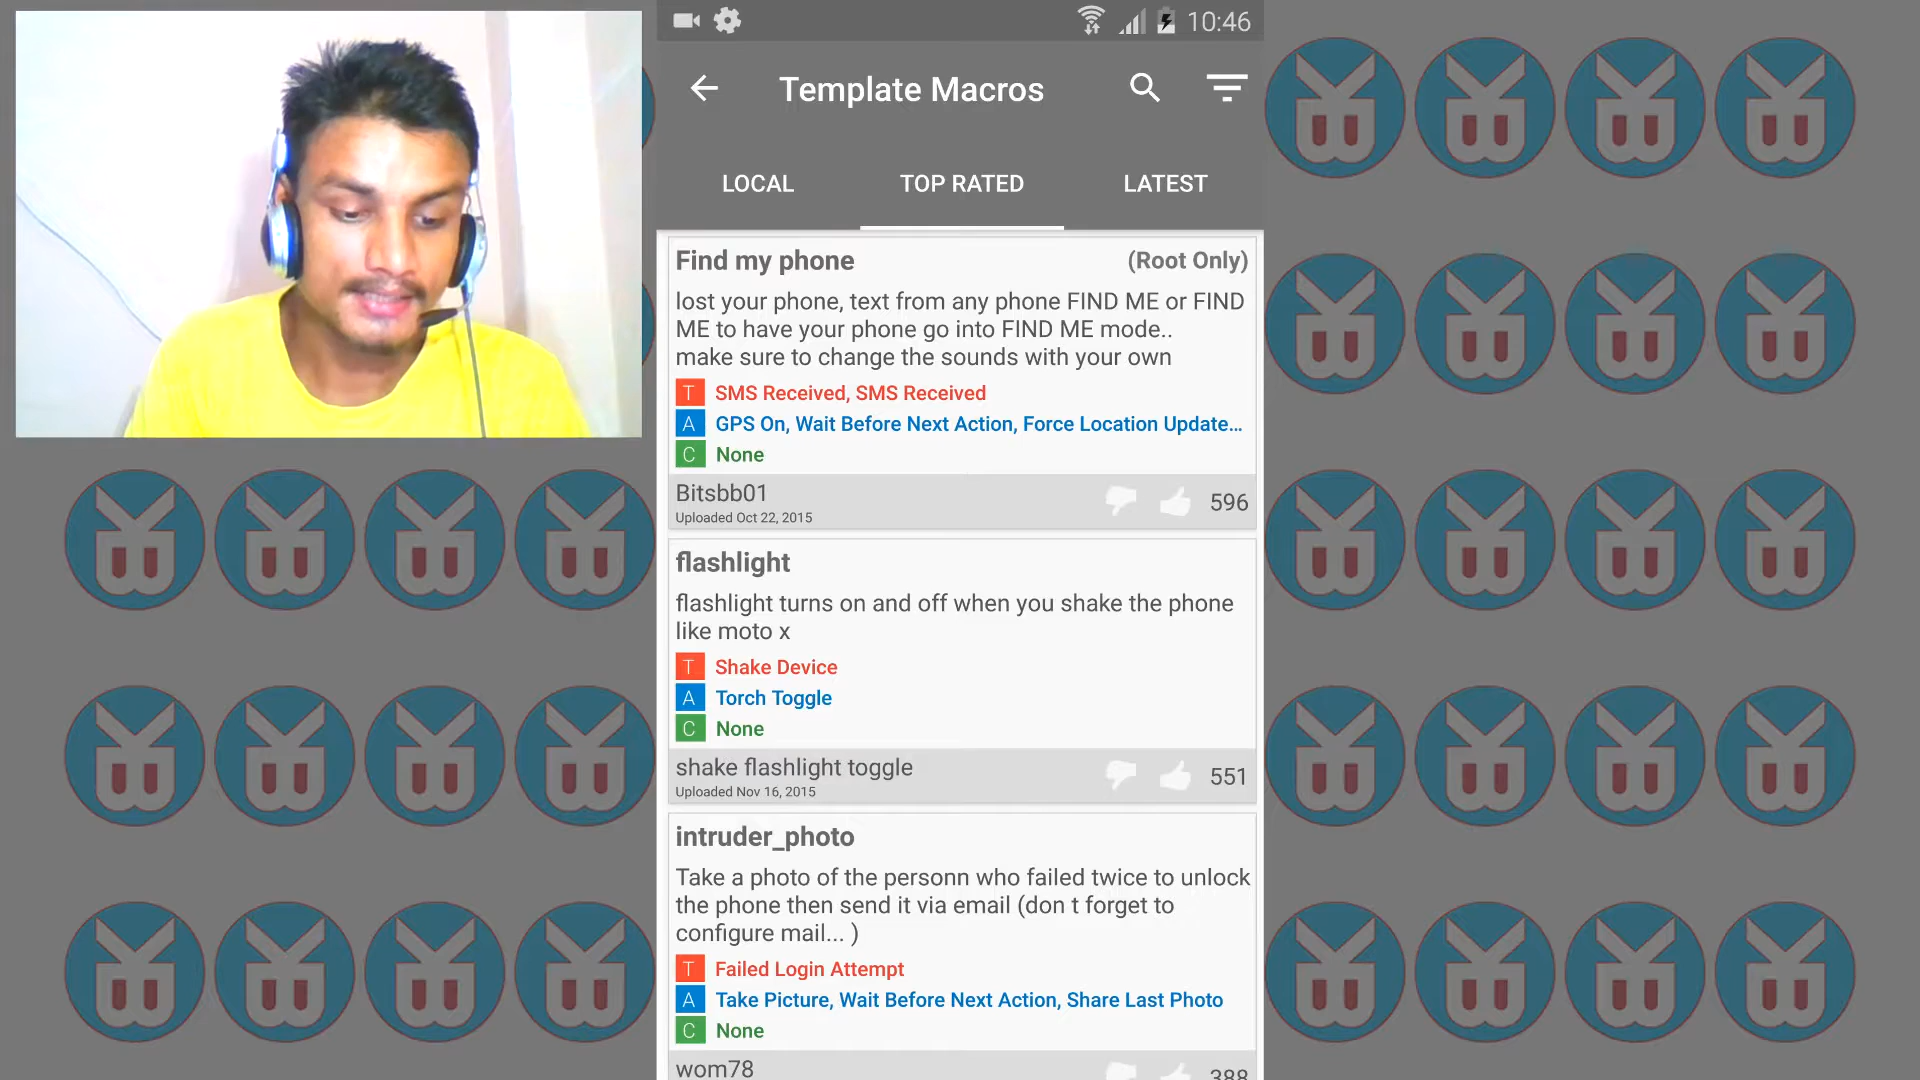 10:46
Template Macros
LOCAL TOP RATED LATEST
Find my phone (Root Only)
lost your phone, text from any phone FIND ME or FIND
ME to have your phone go into FIND ME mode..
make sure to change the sounds with your own
T SMS Received, SMS Received
A GPS On, Wait Before Next Action, Force Location Update...
C None
Bitsbb01
Uploaded Oct 22, 2015
596
flashlight
flashlight turns on and off when you shake the phone
like moto x
T Shake Device
A Torch Toggle
C None
shake flashlight toggle
Uploaded Nov 16, 2015
551
intruder_photo
Take a photo of the personn who failed twice to unlock
the phone then send it via email (don t forget to
configure mail... )
T Failed Login Attempt
A Take Picture, Wait Before Next Action, Share Last Photo
C None
wom78
388